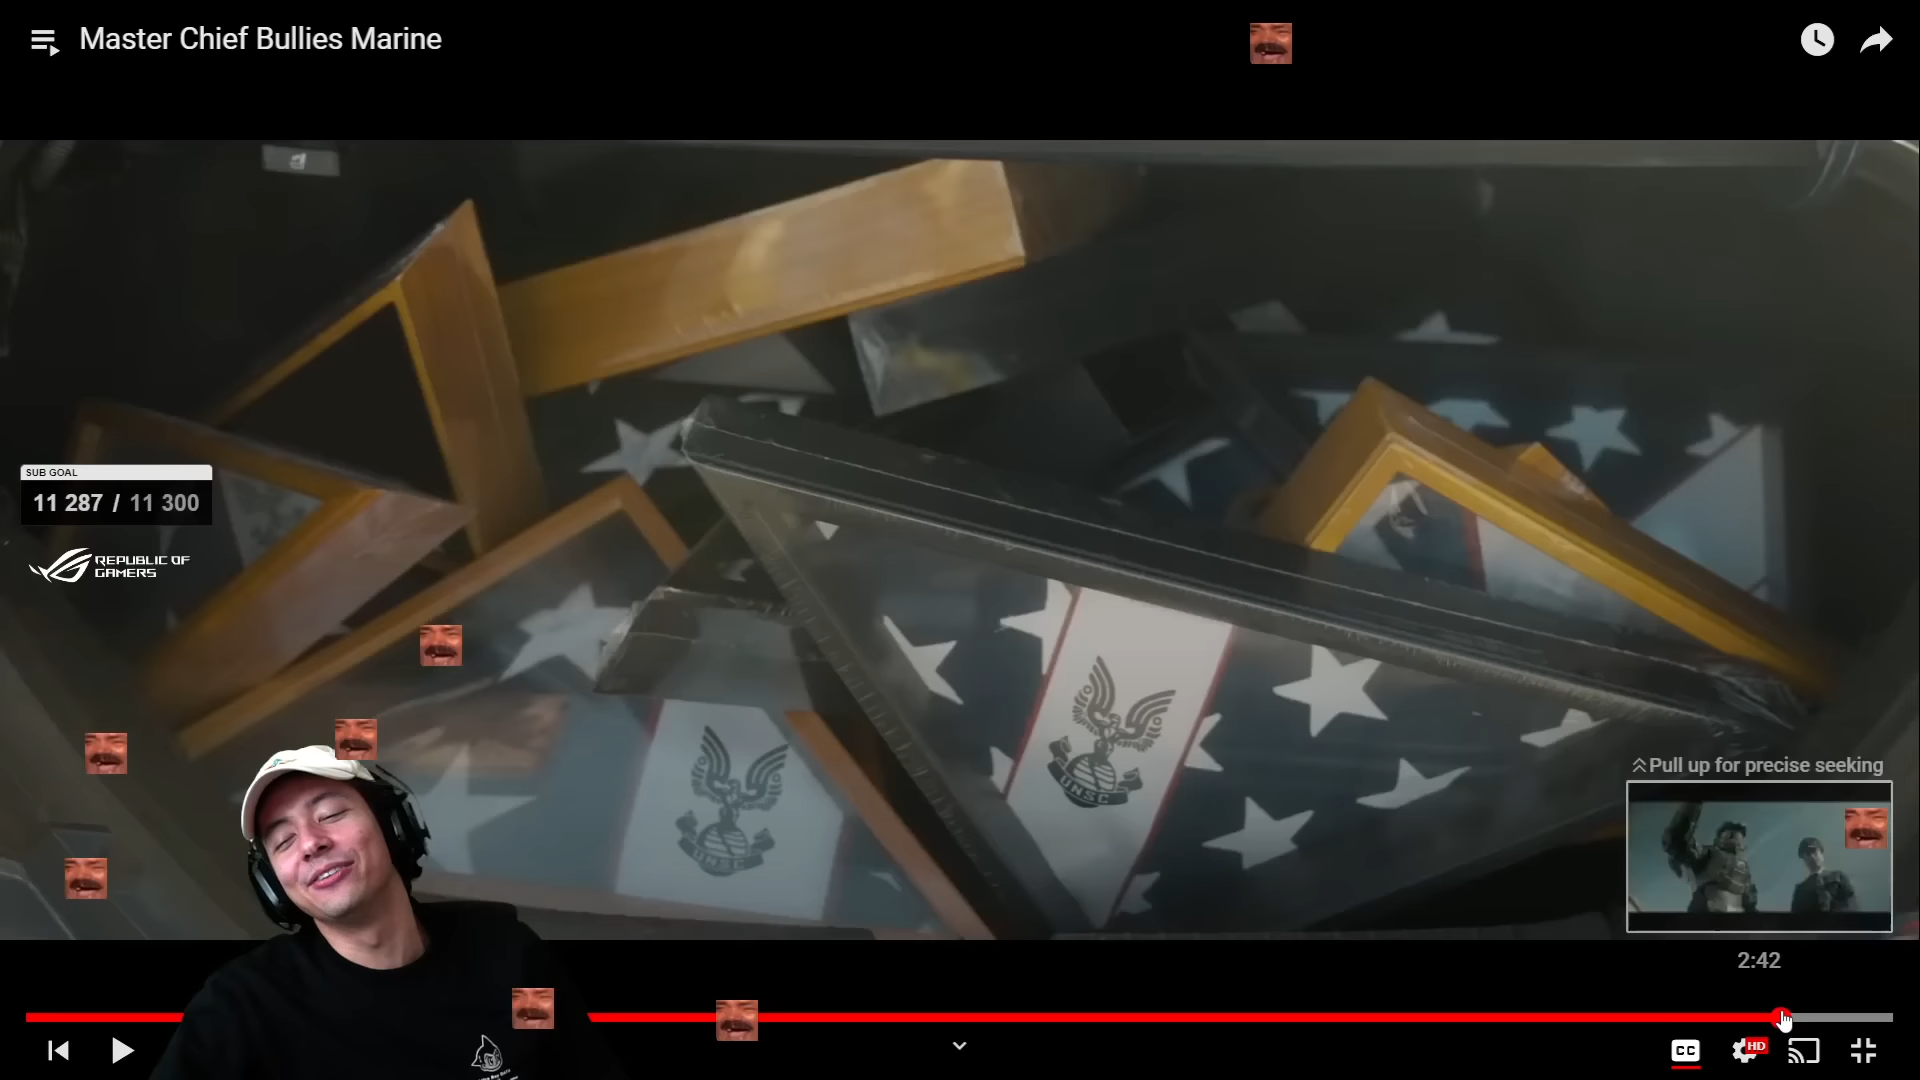 Master Chief Bullies Marine
SUB GOAL
11 287 / 11 300
REPUBLIC OF
GAMERS
UNSC
UNSC
Pull up for precise seeking
2:42
CC
HD